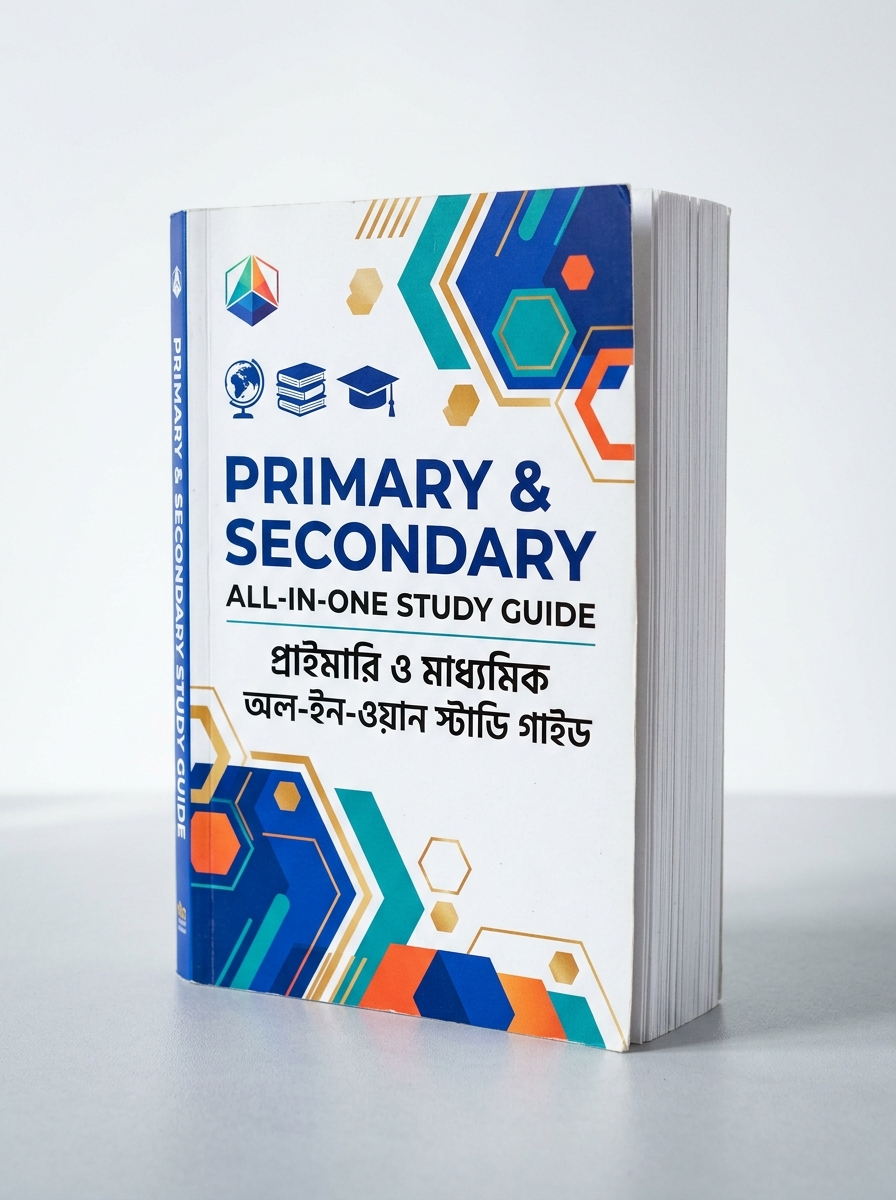 PRIMARY &
SECONDARY
ALL-IN-ONE STUDY GUIDE
প্রাইমারি ও মাধ্যমিক
অল-ইন-ওয়ান স্টাডি গাইড
PRIMARY & SECONDARY STUDY GUIDE